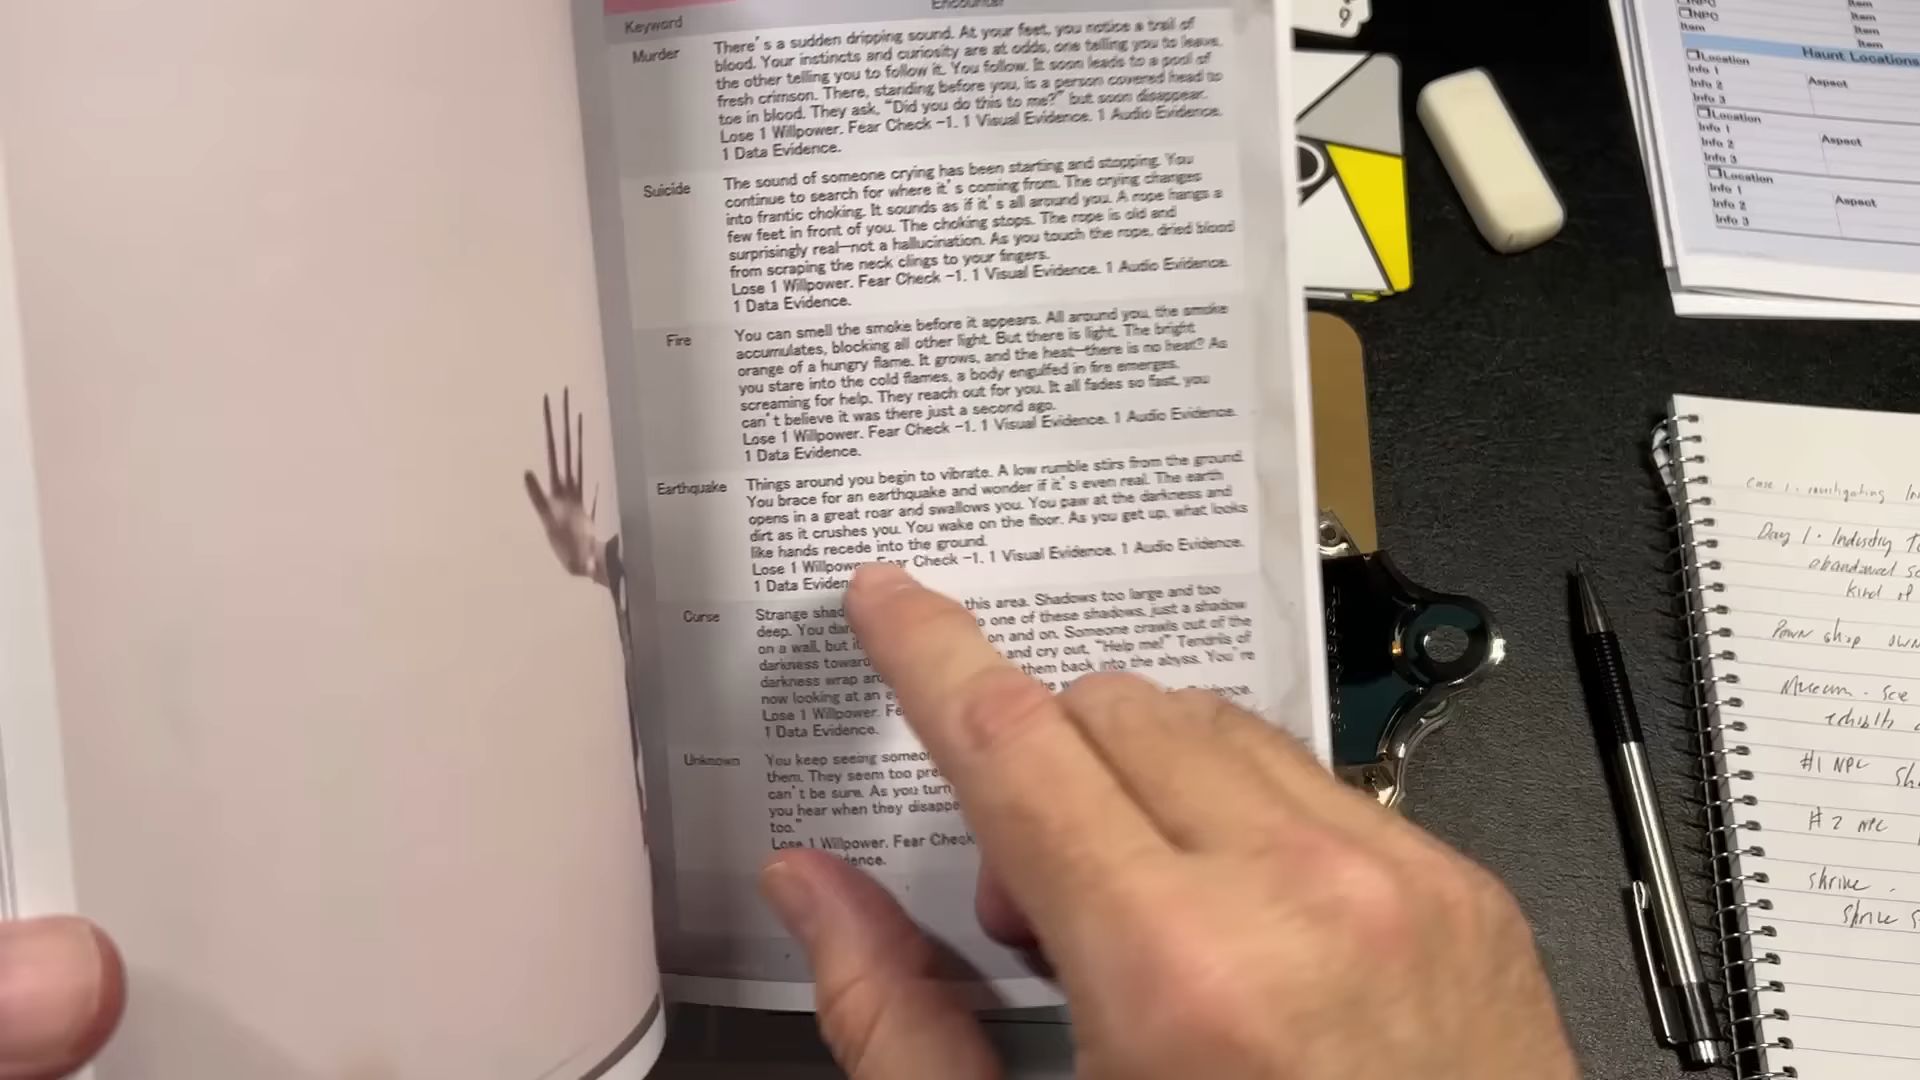 Encounter
Keyword
Murder
There's a sudden dripping sound. At your feet, you notice a trail of
blood. Your instincts and curiosity are at odds, one telling you to leave,
the other telling you to follow it. You follow. It soon leads to a pool of
fresh crimson. There, standing before you, is a person covered head to
toe in blood. They ask, "Did you do this to me?" but soon disappear.
Lose 1 Willpower. Fear Check -1. 1 Visual Evidence. 1 Audio Evidence.
1 Data Evidence.
Suicide
The sound of someone crying has been starting and stopping. You
continue to search for where it's coming from. The crying changes
into frantic choking. It sounds as if it's all around you. A rope hangs a
few feet in front of you. The choking stops. The rope is old and
surprisingly real—not a hallucination. As you touch the rope, dried blood
from scraping the neck clings to your fingers.
Lose 1 Willpower. Fear Check -1. 1 Visual Evidence. 1 Audio Evidence.
1 Data Evidence.
Fire
You can smell the smoke before it appears. All around you, the smoke
accumulates, blocking all other light. But there is light. The bright
orange of a hungry flame. It grows, and the heat—there is no heat? As
you stare into the cold flames, a body engulfed in fire emerges,
screaming for help. They reach out for you. It all fades so fast, you
can't believe it was there just a second ago.
Lose 1 Willpower. Fear Check -1. 1 Visual Evidence. 1 Audio Evidence.
1 Data Evidence.
Earthquake
Things around you begin to vibrate. A low rumble stirs from the ground.
You brace for an earthquake and wonder if it's even real. The earth
opens in a great roar and swallows you. You paw at the darkness and
dirt as it crushes you. You wake on the floor. As you get up, what looks
like hands recede into the ground.
Lose 1 Willpower. Fear Check -1. 1 Visual Evidence. 1 Audio Evidence.
1 Data
Curse
Strange this area. Shadows too large and too
deep. You one of these shadows, just a shadow
on a wall, but on and on. Someone crawls out of the
darkness and cry out, "Help me!" Tendrils of
darkness wrap them back into the abyss. You're
now looking at an
Lose 1 Willpower.
1 Data Evidence.
Unknown
You keep seeing
them. They seem too
can't be sure. As you turn
you hear when they
too."
Lose 1 Willpower. Fear Check
9
NPC
Item
Item
Item
Item
Haunt Locations
Location
Info 1
Info 2
Aspect
Info 3
Location
Info 1
Info 2
Aspect
Info 3
Location
Info 1
Info 2
Aspect
Info 3
Case 1. investigating
Day 1. Industry
abandoned
kind of
Pawn shop
Museum. See
exhibits
#1 NPC
#2 NPC
shrine.
shrine